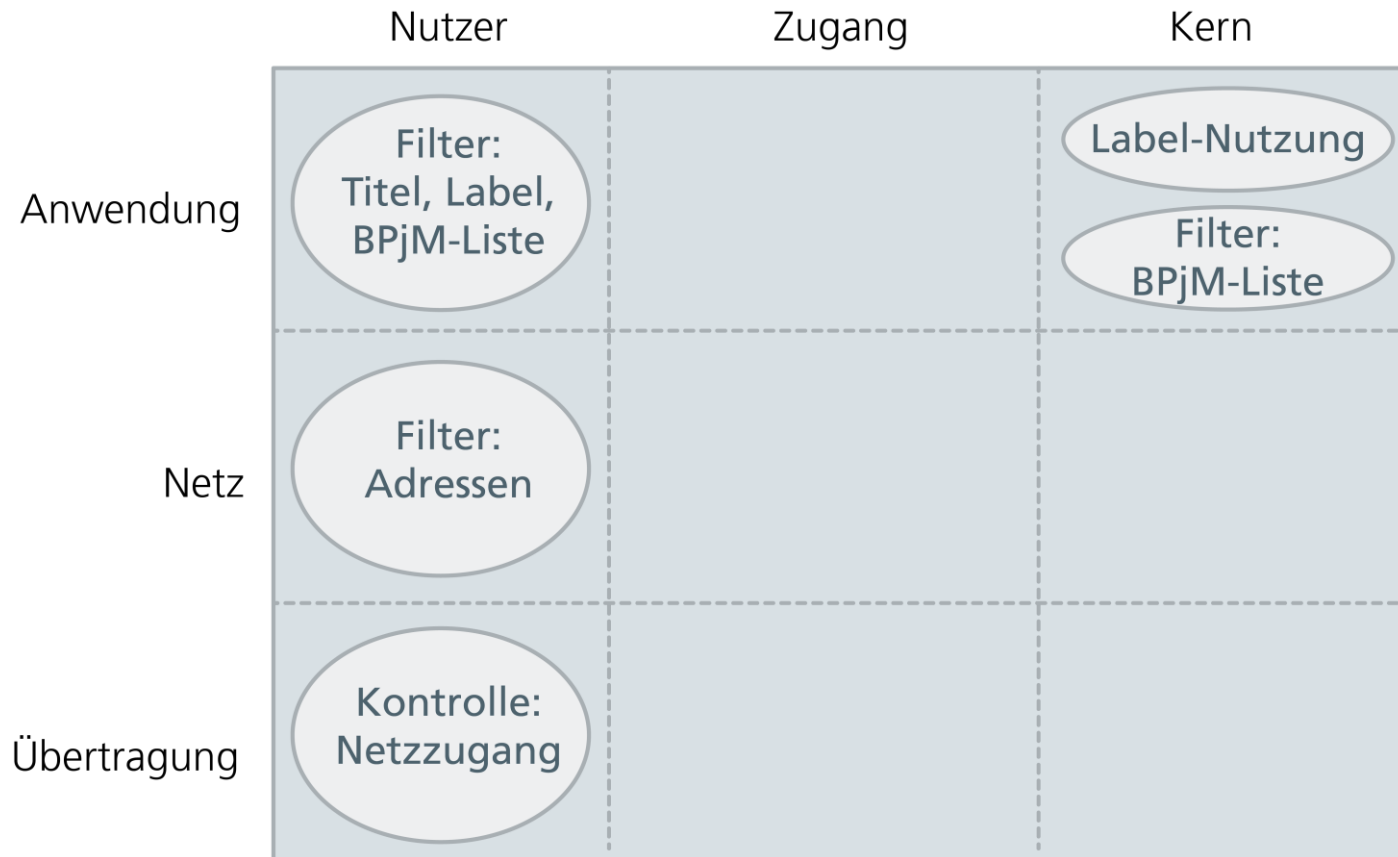 Nutzer Zugang Kern
Anwendung
Filter:
Titel, Label,
BPjM-Liste
Label-Nutzung
Filter:
BPjM-Liste
Netz
Filter:
Adressen
Übertragung
Kontrolle:
Netzzugang